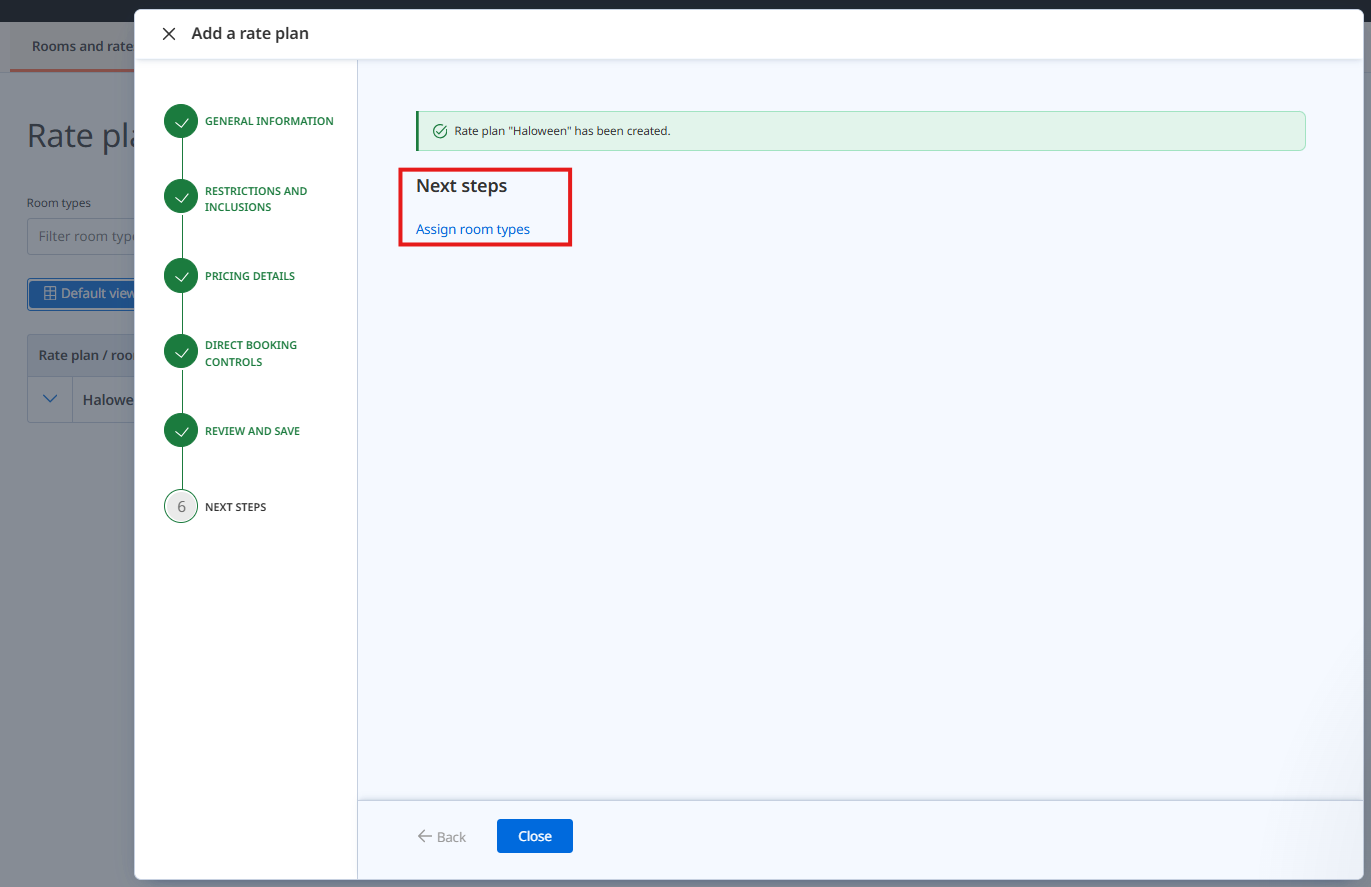 Add a rate plan
Rooms and rate
Rate pla
Room types
Filter room type
Default view
Rate plan / roo
Halowe
GENERAL INFORMATION
RESTRICTIONS AND
INCLUSIONS
PRICING DETAILS
DIRECT BOOKING
CONTROLS
REVIEW AND SAVE
6 NEXT STEPS
Rate plan "Haloween" has been created.
Next steps
Assign room types
Back
Close